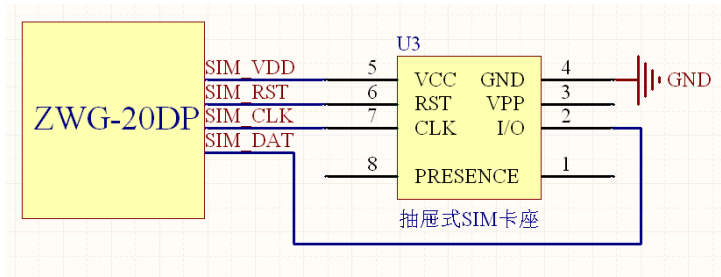 U3
SIM_VDD 5 VCC GND 4 GND
SIM_RST 6 RST VPP 3
ZWG-20DP SIM_CLK 7 CLK I/O 2
SIM_DAT
8 PRESENCE 1
抽屉式SIM卡座